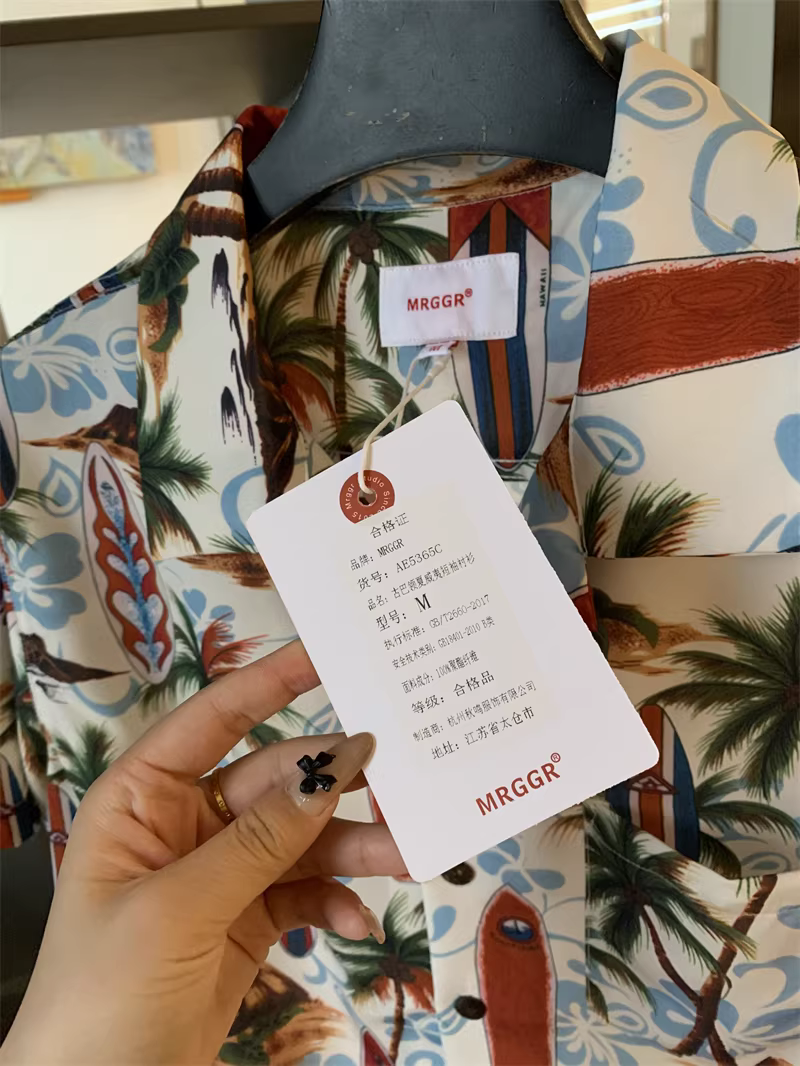 HAWAII
MRGGR®
M
Mrggr Studio Since 2015
合格证
品牌: MRGGR
货号: AE5365C
品名: 古巴领夏威夷短袖衬衫
型号: M
执行标准: GB/T2660-2017
安全技术类别: GB18401-2010 B类
面料成分: 100%聚酯纤维
等级: 合格品
制造商: 杭州秋鸣服饰有限公司
地址: 江苏省太仓市
MRGGR®